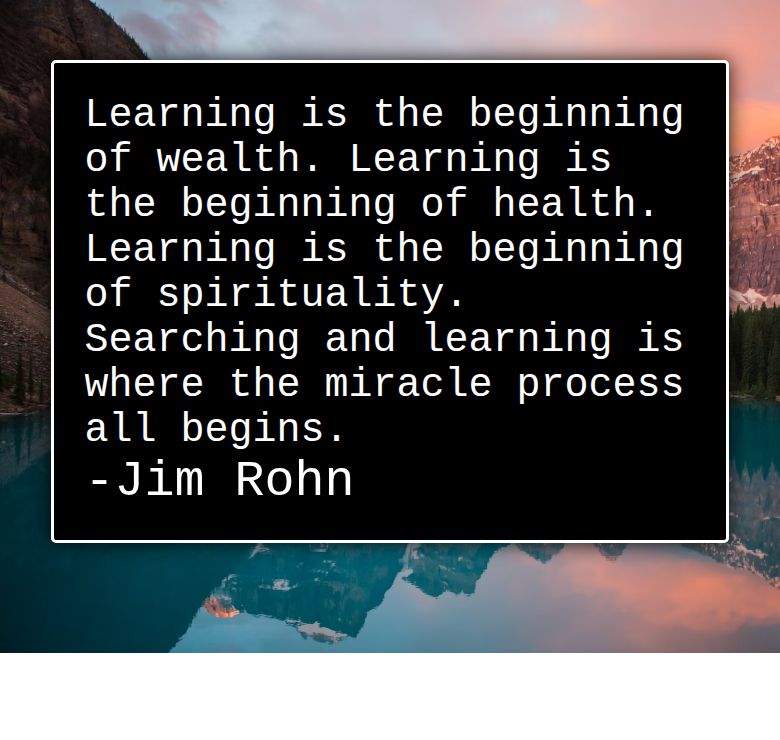 Learning is the beginning
of wealth. Learning is
the beginning of health.
Learning is the beginning
of spirituality.
Searching and learning is
where the miracle process
all begins.
-Jim Rohn